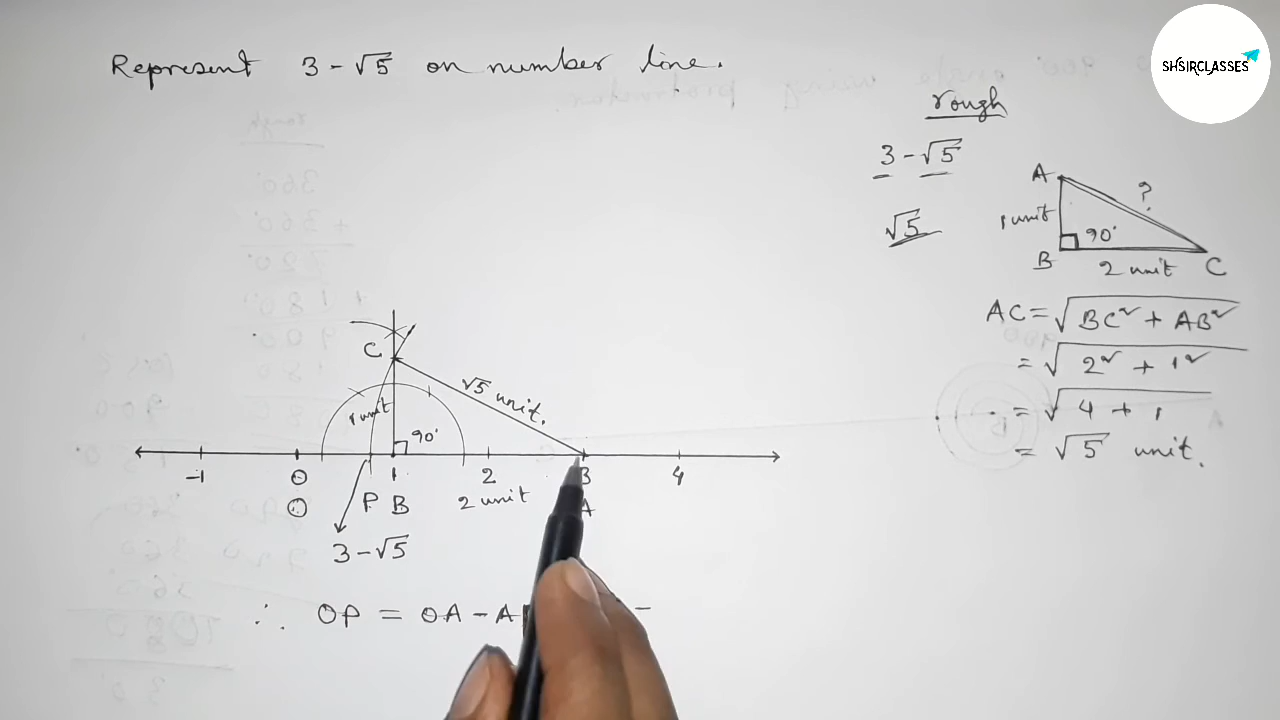 Represent 3 - √5 on number line.
SHSIRCLASSES
rough
3 - √5
√5
A
?
1 unit
90°
B
2 unit
C
AC = √BC² + AB²
= √2² + 1²
= √4 + 1
= √5 unit.
C
√5 unit.
1 unit
90°
-1 0 1 2 3 4
O P B 2 unit A
3 - √5
∴ OP = OA - A -